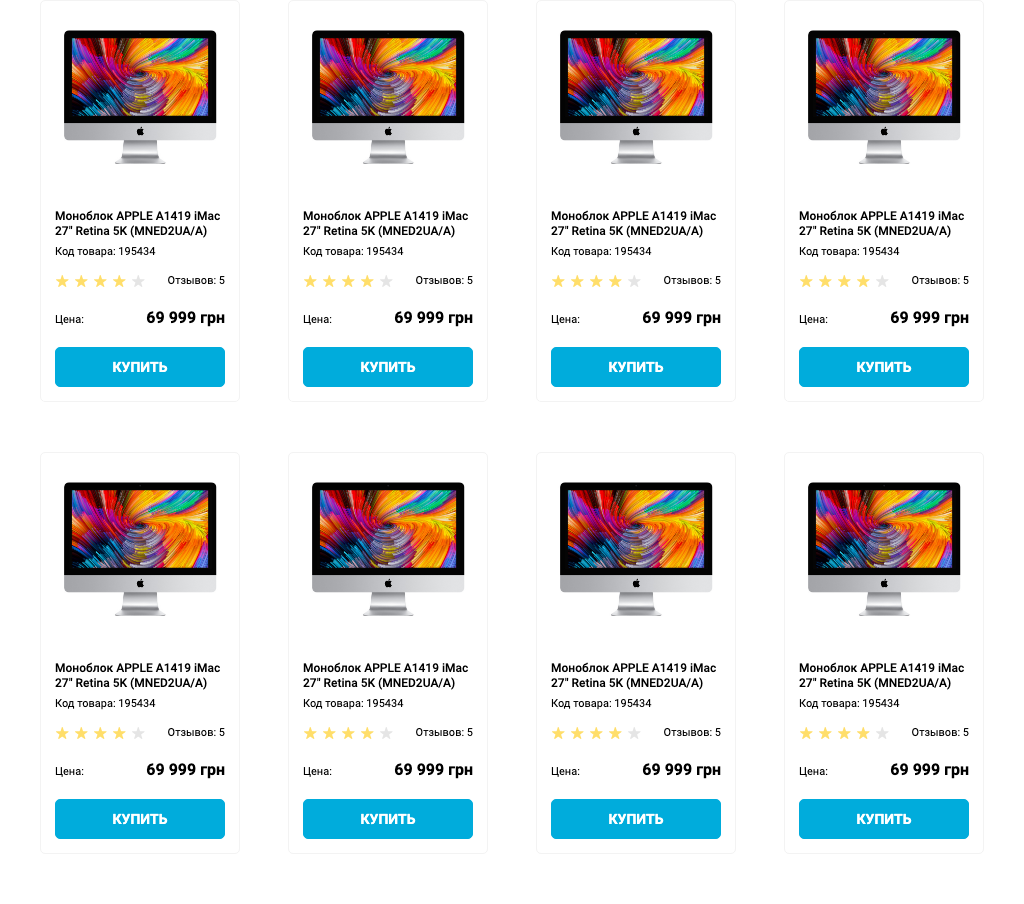 Моноблок APPLE A1419 iMac
27" Retina 5K (MNED2UA/A)
Код товара: 195434
Отзывов: 5
Цена: 69 999 грн
КУПИТЬ
Моноблок APPLE A1419 iMac
27" Retina 5K (MNED2UA/A)
Код товара: 195434
Отзывов: 5
Цена: 69 999 грн
КУПИТЬ
Моноблок APPLE A1419 iMac
27" Retina 5K (MNED2UA/A)
Код товара: 195434
Отзывов: 5
Цена: 69 999 грн
КУПИТЬ
Моноблок APPLE A1419 iMac
27" Retina 5K (MNED2UA/A)
Код товара: 195434
Отзывов: 5
Цена: 69 999 грн
КУПИТЬ
Моноблок APPLE A1419 iMac
27" Retina 5K (MNED2UA/A)
Код товара: 195434
Отзывов: 5
Цена: 69 999 грн
КУПИТЬ
Моноблок APPLE A1419 iMac
27" Retina 5K (MNED2UA/A)
Код товара: 195434
Отзывов: 5
Цена: 69 999 грн
КУПИТЬ
Моноблок APPLE A1419 iMac
27" Retina 5K (MNED2UA/A)
Код товара: 195434
Отзывов: 5
Цена: 69 999 грн
КУПИТЬ
Моноблок APPLE A1419 iMac
27" Retina 5K (MNED2UA/A)
Код товара: 195434
Отзывов: 5
Цена: 69 999 грн
КУПИТЬ